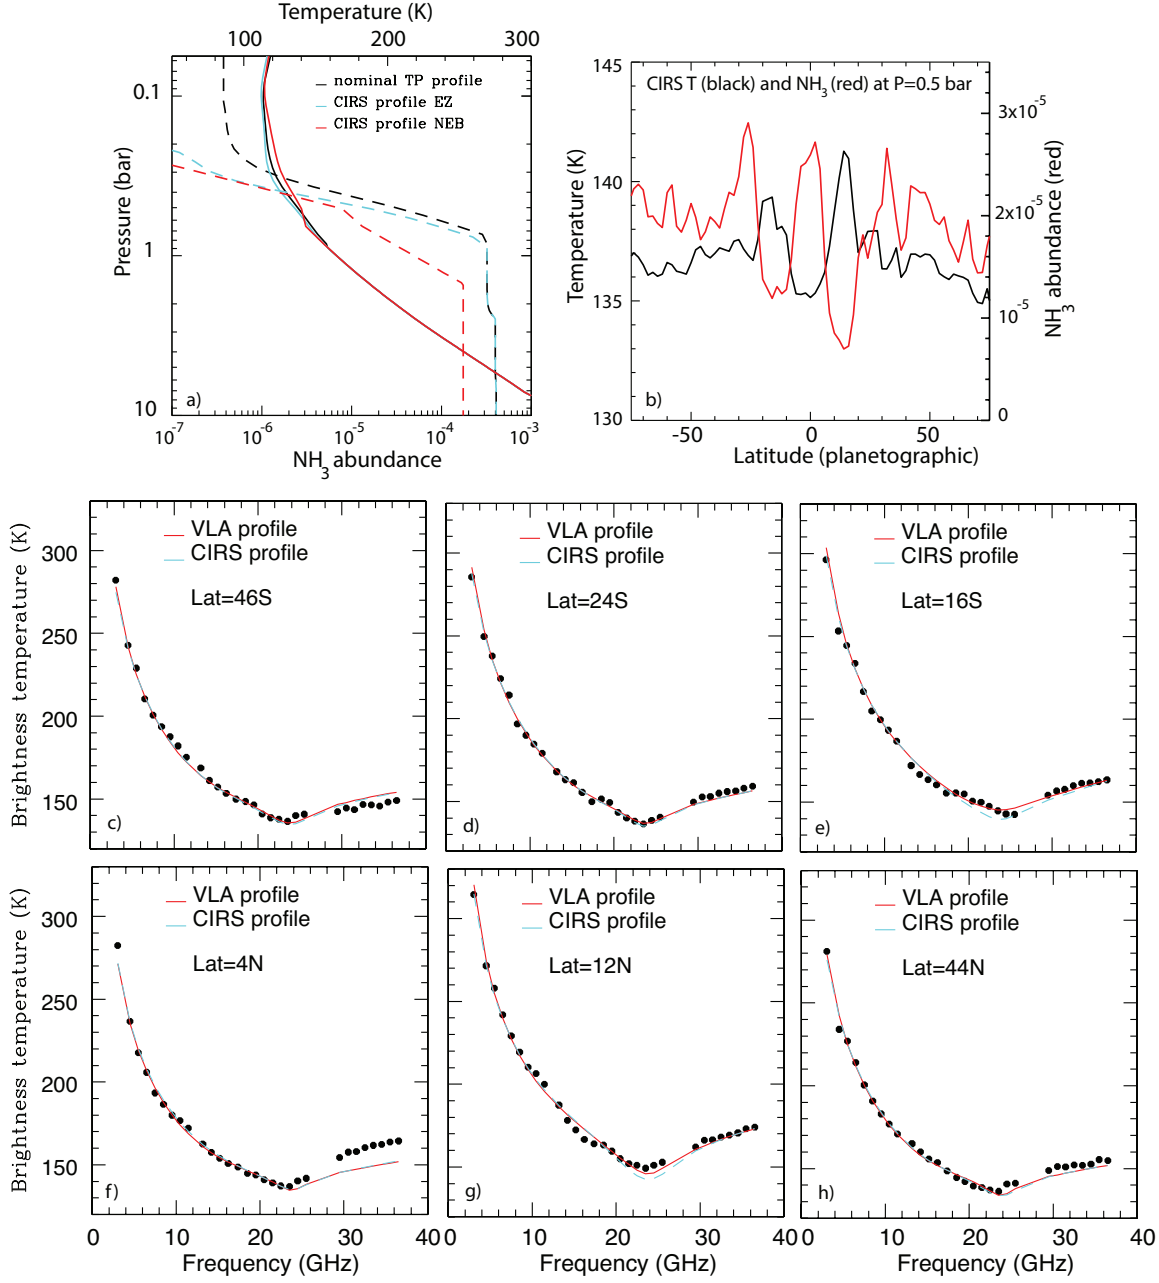 Temperature (K)
100 200 300
nominal TP profile
CIRS profile EZ
CIRS profile NEB
0.1
1
10
Pressure (bar)
a)
10-7 10-6 10-5 10-4 10-3
NH3 abundance
CIRS T (black) and NH3 (red) at P=0.5 bar
145
140
135
130
Temperature (K)
3x10-5
2x10-5
10-5
0
NH3 abundance (red)
b)
-50 0 50
Latitude (planetographic)
Brightness temperature (K)
300
250
200
150
VLA profile
CIRS profile
Lat=46S
c)
VLA profile
CIRS profile
Lat=24S
d)
VLA profile
CIRS profile
Lat=16S
e)
Brightness temperature (K)
300
250
200
150
VLA profile
CIRS profile
Lat=4N
f)
VLA profile
CIRS profile
Lat=12N
g)
VLA profile
CIRS profile
Lat=44N
h)
0 10 20 30 40
Frequency (GHz)
0 10 20 30 40
Frequency (GHz)
0 10 20 30 40
Frequency (GHz)